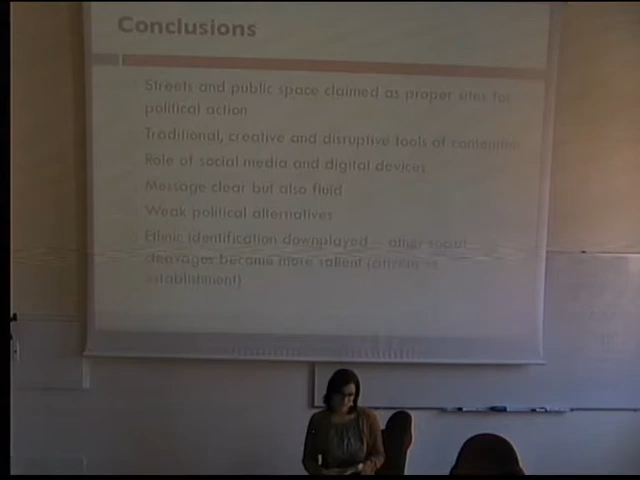 Conclusions
Streets and public space claimed as proper sites for
political action
Traditional, creative and disruptive tools of contention
Role of social media and digital devices
Message clear but also fluid
Weak political alternatives
Ethnic identification downplayed – other social
cleavages become more salient (citizens vs
establishment)